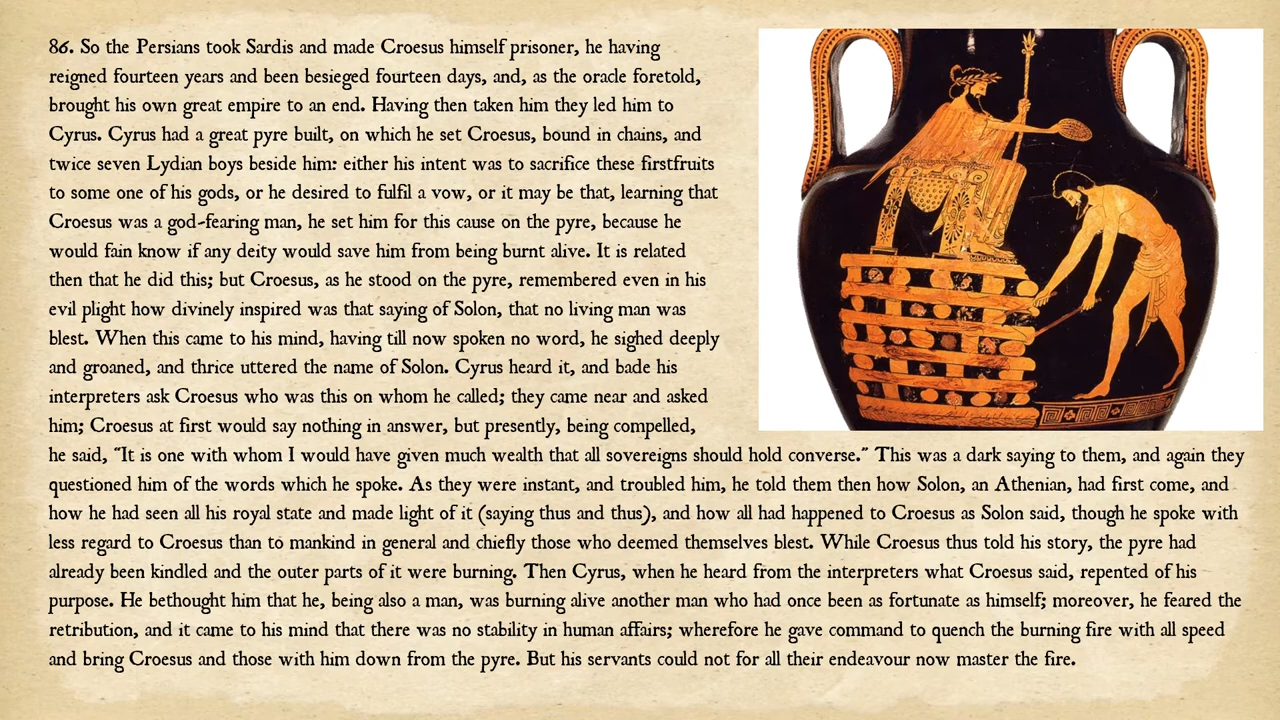 86. So the Persians took Sardis and made Croesus himself prisoner, he having
reigned fourteen years and been besieged fourteen days, and, as the oracle foretold,
brought his own great empire to an end. Having then taken him they led him to
Cyrus. Cyrus had a great pyre built, on which he set Croesus, bound in chains, and
twice seven Lydian boys beside him: either his intent was to sacrifice these firstfruits
to some one of his gods, or he desired to fulfil a vow, or it may be that, learning that
Croesus was a god-fearing man, he set him for this cause on the pyre, because he
would fain know if any deity would save him from being burnt alive. It is related
then that he did this; but Croesus, as he stood on the pyre, remembered even in his
evil plight how divinely inspired was that saying of Solon, that no living man was
blest. When this came to his mind, having till now spoken no word, he sighed deeply
and groaned, and thrice uttered the name of Solon. Cyrus heard it, and bade his
interpreters ask Croesus who was this on whom he called; they came near and asked
him; Croesus at first would say nothing in answer, but presently, being compelled,
he said, "It is one with whom I would have given much wealth that all sovereigns should hold converse." This was a dark saying to them, and again they
questioned him of the words which he spoke. As they were instant, and troubled him, he told them then how Solon, an Athenian, had first come, and
how he had seen all his royal state and made light of it (saying thus and thus), and how all had happened to Croesus as Solon said, though he spoke with
less regard to Croesus than to mankind in general and chiefly those who deemed themselves blest. While Croesus thus told his story, the pyre had
already been kindled and the outer parts of it were burning. Then Cyrus, when he heard from the interpreters what Croesus said, repented of his
purpose. He bethought him that he, being also a man, was burning alive another man who had once been as fortunate as himself; moreover, he feared the
retribution, and it came to his mind that there was no stability in human affairs; wherefore he gave command to quench the burning fire with all speed
and bring Croesus and those with him down from the pyre. But his servants could not for all their endeavour now master the fire.